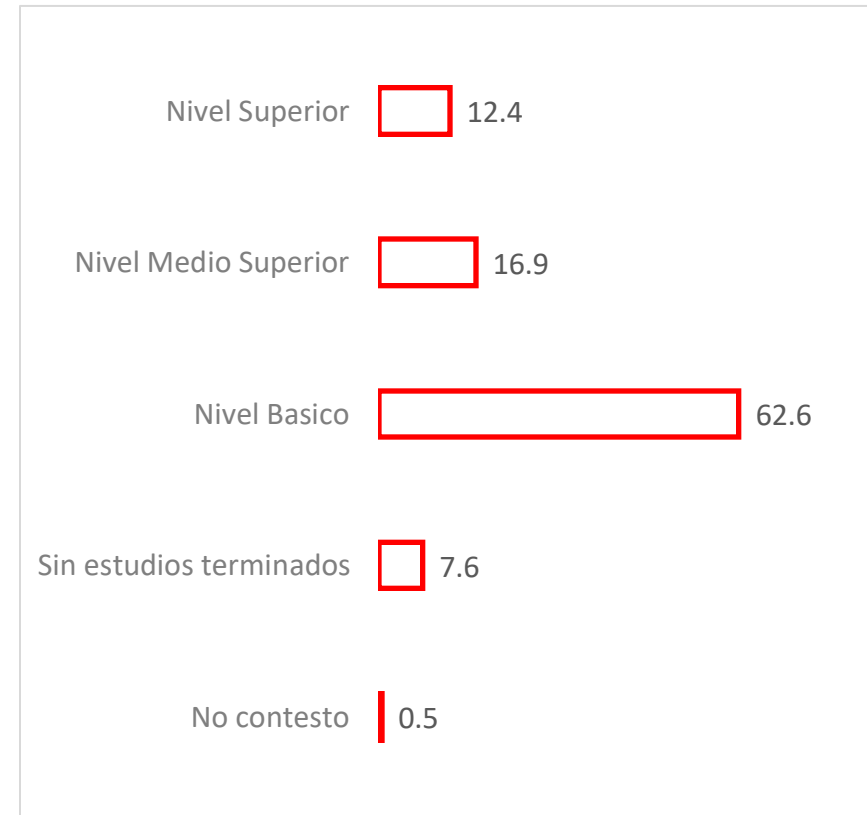 Nivel Superior 12.4
Nivel Medio Superior 16.9
Nivel Basico 62.6
Sin estudios terminados 7.6
No contesto 0.5